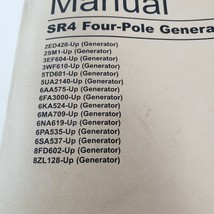 Manual
SR4 Four-Pole Genera
2ED420-Up (Generator)
2SM1-Up (Generator)
3EF604-Up (Generator)
3WF610-Up (Generator)
5TD601-Up (Generator)
5UA2140-Up (Generator)
6AA575-Up (Generator)
6FA3000-Up (Generator)
6KA524-Up (Generator)
6MA709-Up (Generator)
6NA619-Up (Generator)
6PA535-Up (Generator)
6SA537-Up (Generator)
8FD602-Up (Generator)
8ZL128-Up (Generator)